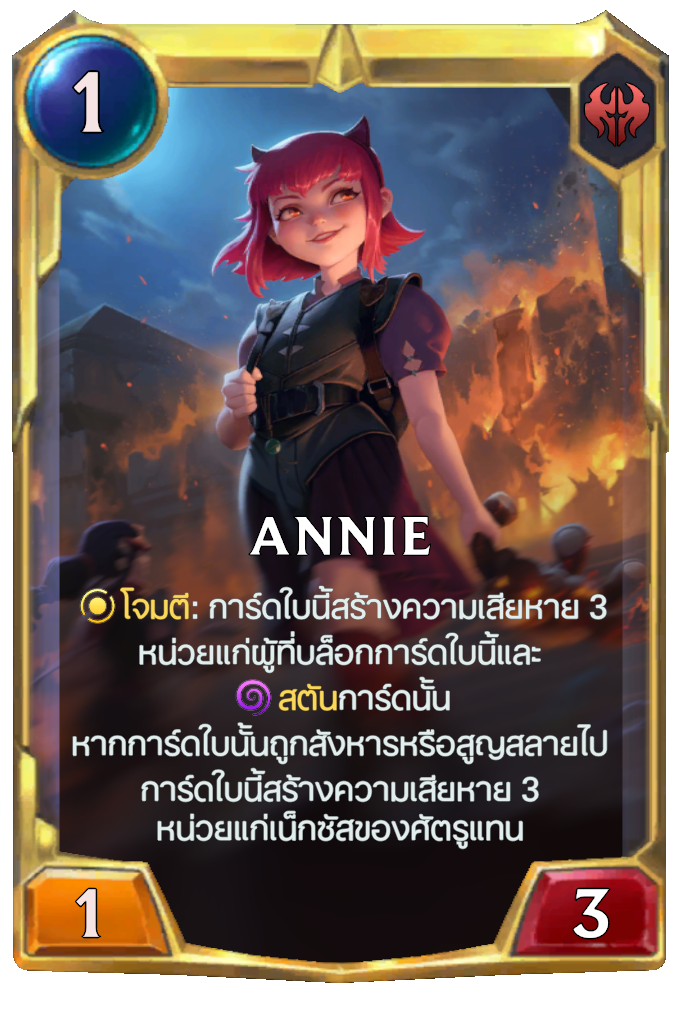 1
ANNIE
โจมตี: การ์ดใบนี้สร้างความเสียหาย 3
หน่วยแก่ผู้ที่บล็อกการ์ดใบนี้และ
สตันการ์ดนั้น
หากการ์ดใบนั้นถูกสังหารหรือสูญสลายไป
การ์ดใบนี้สร้างความเสียหาย 3
หน่วยแก่เน็กซัสของศัตรูแทน
1
3